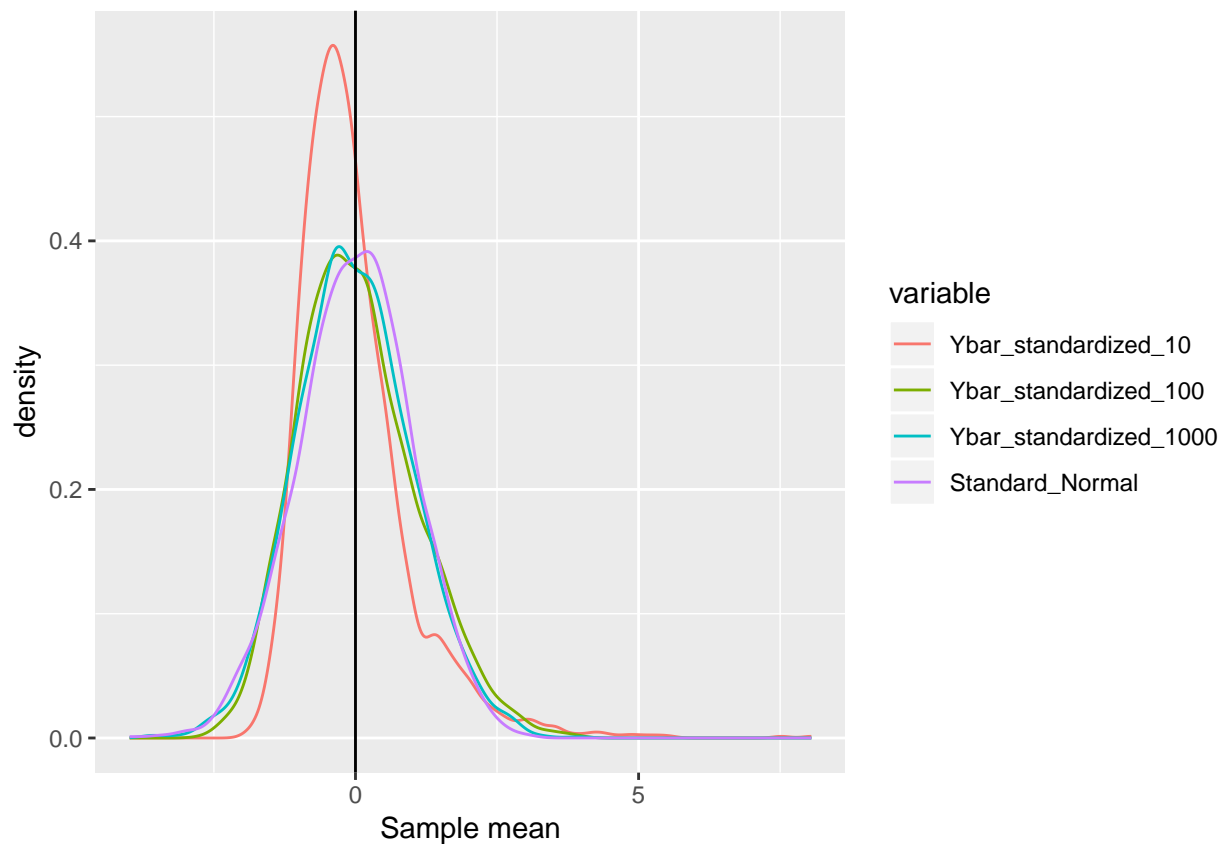 density
0.4
0.2
0.0
0
5
Sample mean
variable
Ybar_standardized_10
Ybar_standardized_100
Ybar_standardized_1000
Standard_Normal